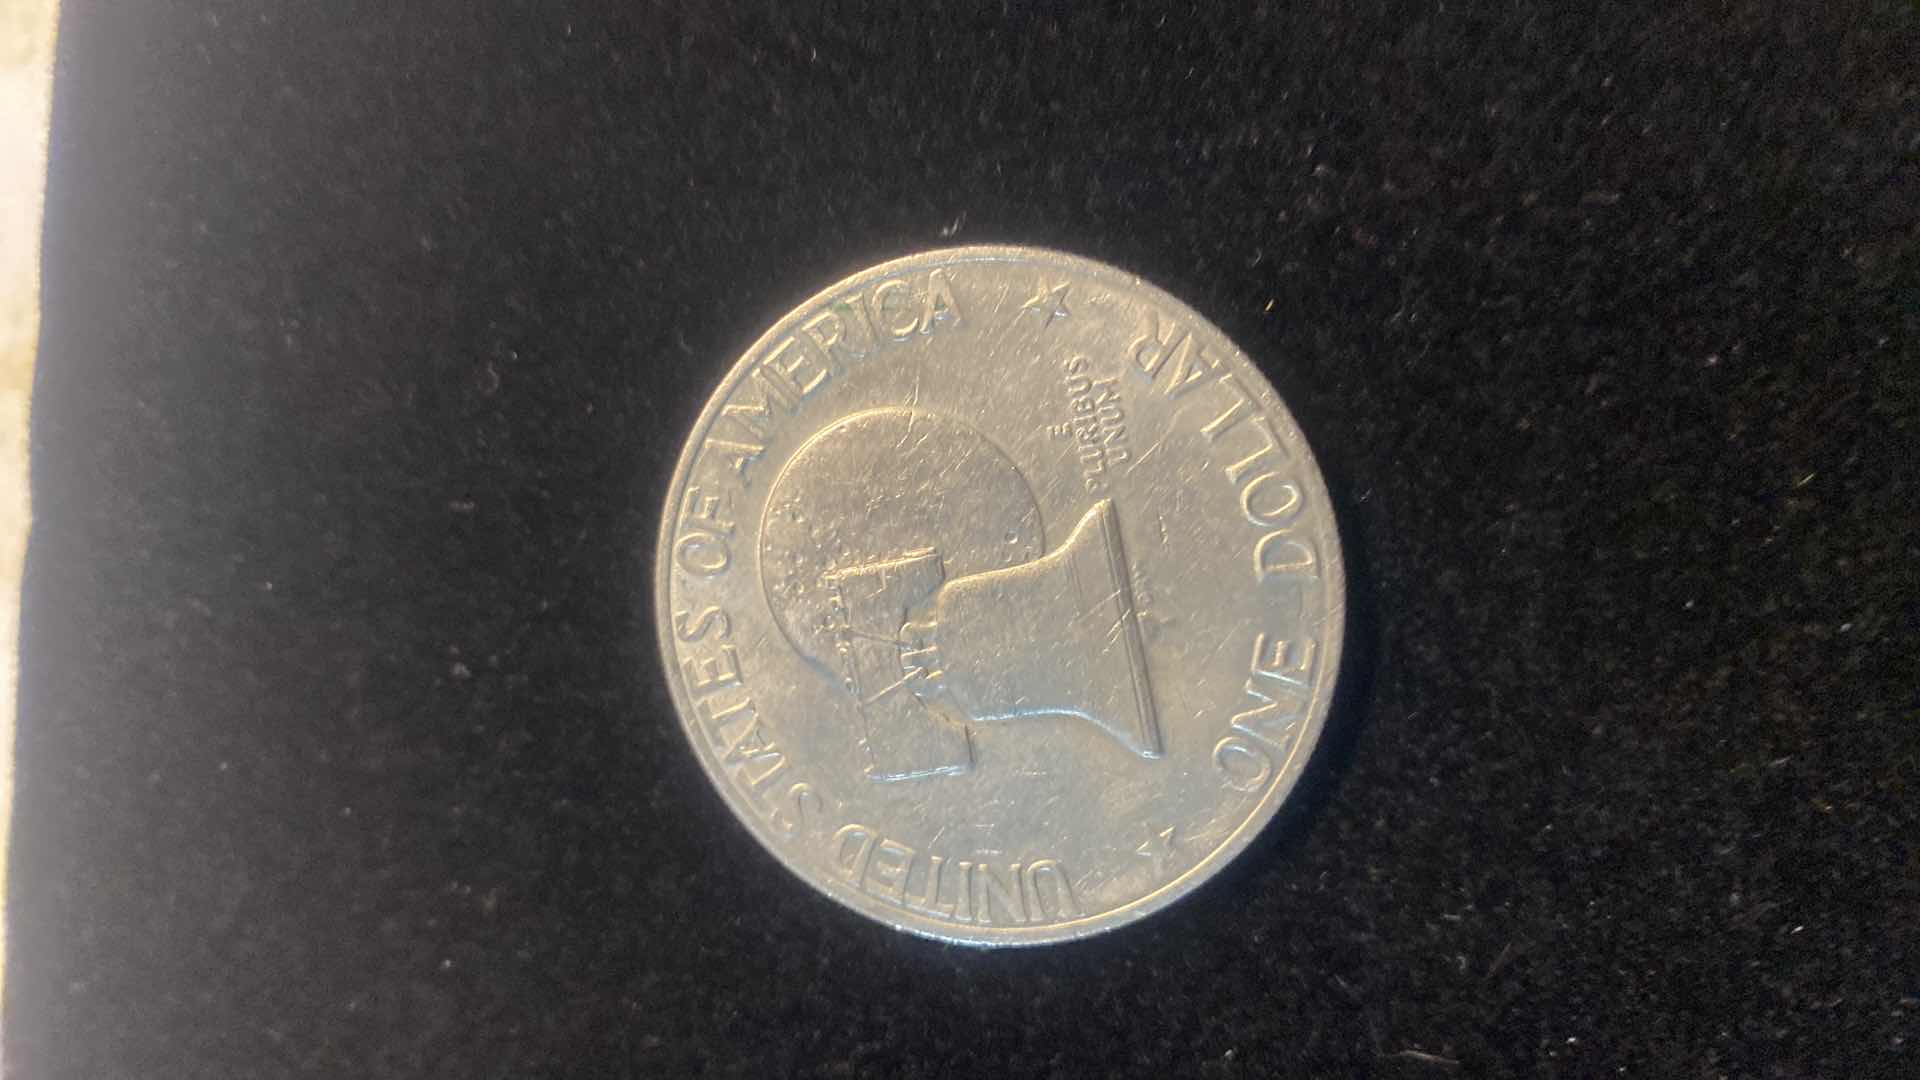 UNITED STATES OF AMERICA
E
PLURIBUS
UNUM
ONE DOLLAR